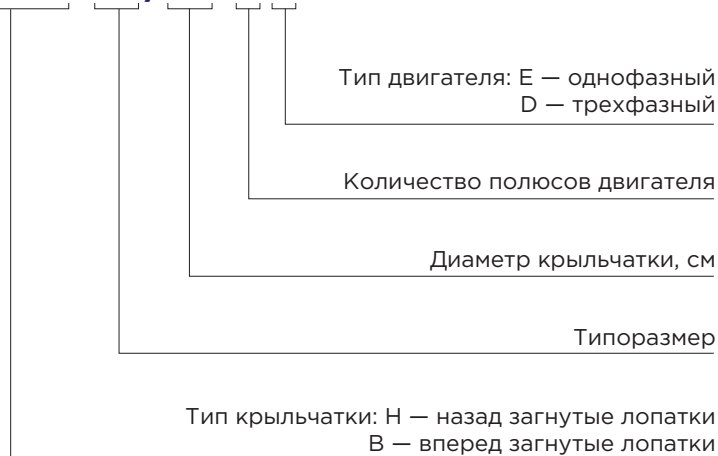 Тип двигателя: E — однофазный
D — трехфазный
Количество полюсов двигателя
Диаметр крыльчатки, см
Типоразмер
Тип крыльчатки: Н — назад загнутые лопатки
В — вперед загнутые лопатки